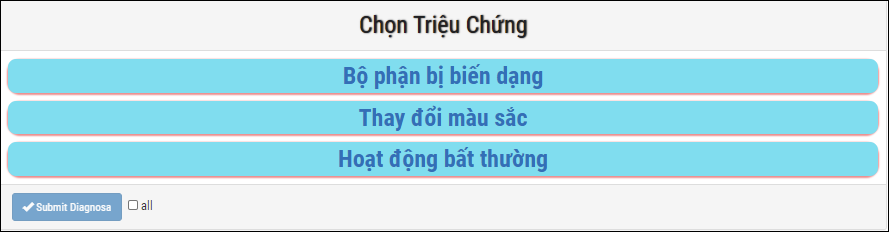 Chọn Triệu Chứng
Bộ phận bị biến dạng
Thay đổi màu sắc
Hoạt động bất thường
Submit Diagnosa all